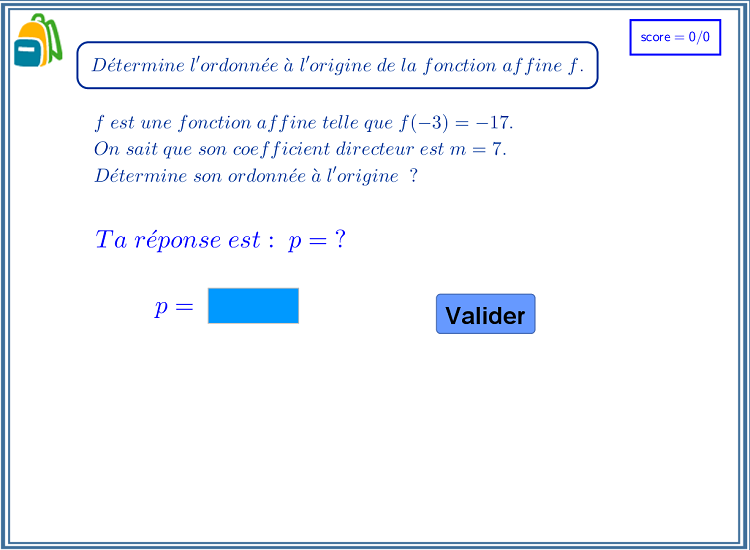 score = 0/0
Détermine l'ordonnée à l'origine de la fonction affine f.
f est une fonction affine telle que f(−3) = −17.
On sait que son coefficient directeur est m = 7.
Détermine son ordonnée à l'origine ?
Ta réponse est : p = ?
p =
Valider